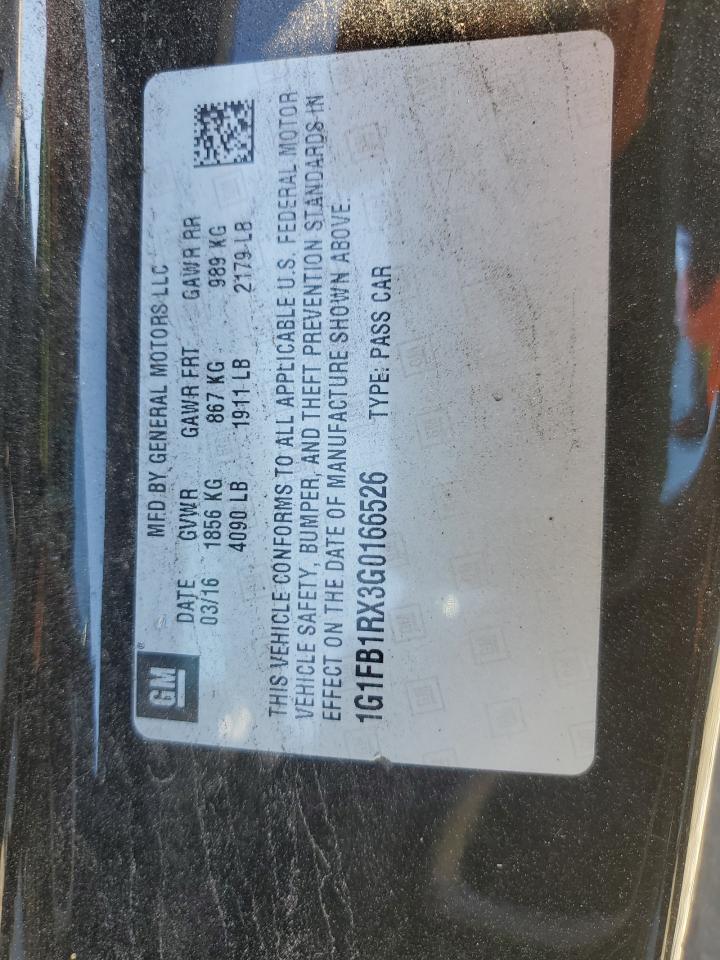 GM
MFD BY GENERAL MOTORS LLC
DATE GVWR GAWR FRT GAWR RR
03/16 1856 KG 867 KG 989 KG
4090 LB 1911 LB 2179 LB
THIS VEHICLE CONFORMS TO ALL APPLICABLE U.S. FEDERAL MOTOR
VEHICLE SAFETY, BUMPER, AND THEFT PREVENTION STANDARDS IN
EFFECT ON THE DATE OF MANUFACTURE SHOWN ABOVE.
1G1FB1RX3G0166526 TYPE: PASS CAR